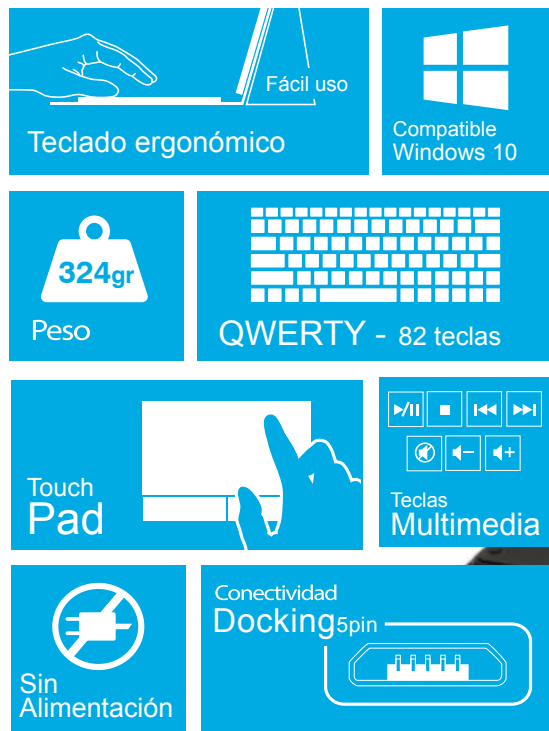 Fácil uso
Teclado ergonómico
Compatible
Windows 10
324gr
Peso
QWERTY - 82 teclas
Touch
Pad
Teclas
Multimedia
Sin
Alimentación
Conectividad
Docking5pin